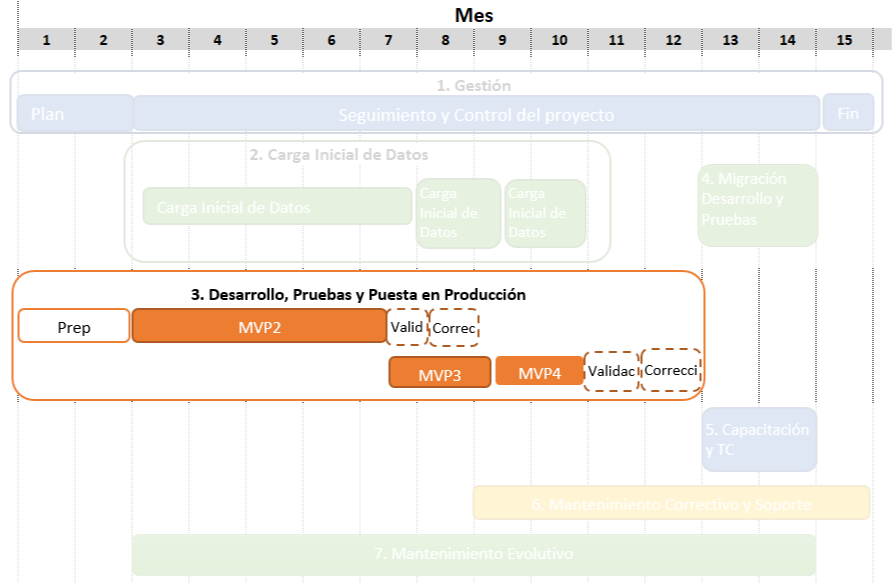 Mes
1 2 3 4 5 6 7 8 9 10 11 12 13 14 15
1. Gestión
Plan
Seguimiento y Control del proyecto
Fin
2. Carga Inicial de Datos
Carga Inicial de Datos
Carga
Inicial de
Datos
Carga
Inicial de
Datos
4. Migración
Desarrollo y
Pruebas
3. Desarrollo, Pruebas y Puesta en Producción
Prep
MVP2
Valid
Correc
MVP3
MVP4
Validac
Correcci
5. Capacitación
y TC
6. Mantenimiento Correctivo y Soporte
7. Mantenimiento Evolutivo